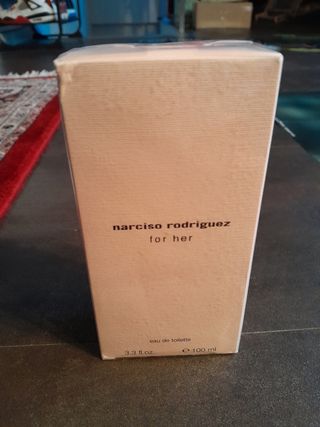 narciso rodriguez
for her
eau de toilette
3.3 fl.oz. ℮ 100 ml